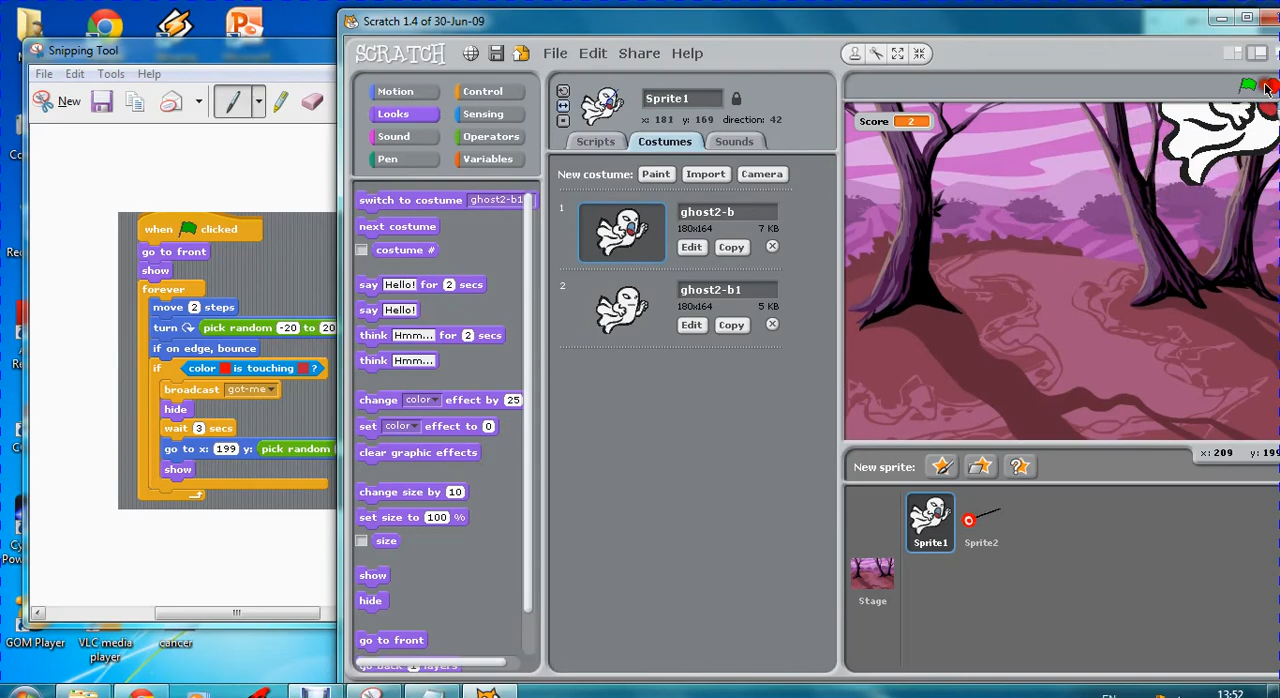 Scratch 1.4 of 30-Jun-09
Snipping Tool
File Edit Tools Help
New
SCRATCH File Edit Share Help
Motion Control
Looks Sensing
Sound Operators
Pen Variables
Sprite1
x: 181 y: 169 direction: 42
Scripts Costumes Sounds
New costume: Paint Import Camera
1
ghost2-b
180x164 7 KB
Edit Copy
2
ghost2-b1
180x164 5 KB
Edit Copy
switch to costume ghost2-b1
next costume
costume #
say Hello! for 2 secs
say Hello!
think Hmm... for 2 secs
think Hmm...
change color effect by 25
set color effect to 0
clear graphic effects
change size by 10
set size to 100 %
size
show
hide
go to front
go back 1 layers
when clicked
go to front
show
forever
move 2 steps
turn pick random -20 to 20
if on edge, bounce
if color is touching ?
broadcast got-me
hide
wait 3 secs
go to x: 199 y: pick random
show
Score 2
x: 209 y: 199
New sprite:
Sprite1
Sprite2
Stage
GOM Player
VLC media
player
cancer
EN
13:52